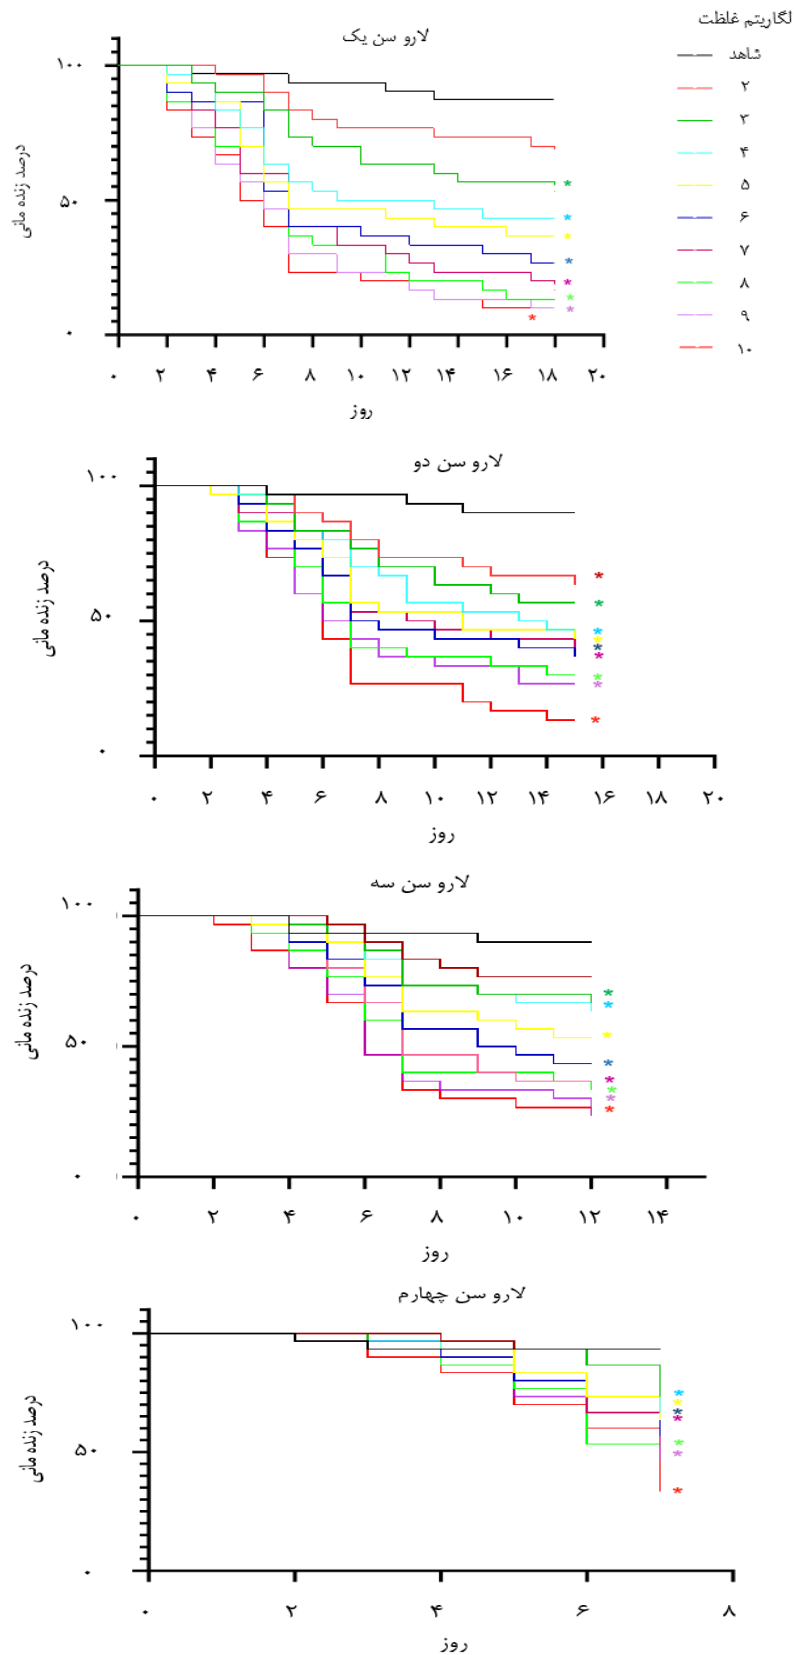 لگاریتم غلظت
شاهد
۲
۳
۴
۵
۶
۷
۸
۹
۱۰
لارو سن یک
درصد زنده مانی
۱۰۰
۵۰
۰
۰ ۲ ۴ ۶ ۸ ۱۰ ۱۲ ۱۴ ۱۶ ۱۸ ۲۰
روز
لارو سن دو
درصد زنده مانی
۱۰۰
۵۰
۰
۰ ۲ ۴ ۶ ۸ ۱۰ ۱۲ ۱۴ ۱۶ ۱۸ ۲۰
روز
لارو سن سه
درصد زنده مانی
۱۰۰
۵۰
۰
۰ ۲ ۴ ۶ ۸ ۱۰ ۱۲ ۱۴
روز
لارو سن چهارم
درصد زنده مانی
۱۰۰
۵۰
۰
۰ ۲ ۴ ۶ ۸
روز